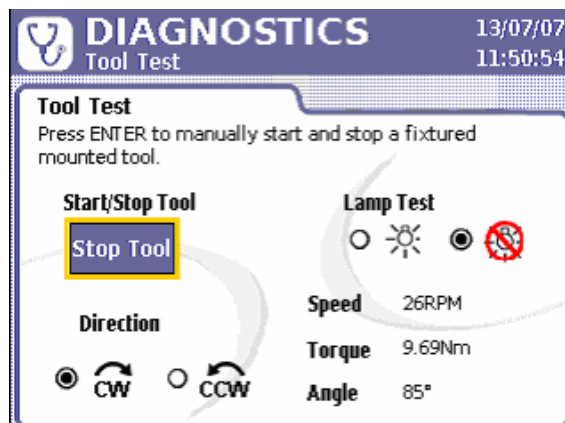 DIAGNOSTICS
Tool Test
13/07/07
11:50:54
Tool Test
Press ENTER to manually start and stop a fixtured
mounted tool.
Start/Stop Tool
Stop Tool
Lamp Test
Direction
CW
CCW
Speed 26RPM
Torque 9.69Nm
Angle 85°